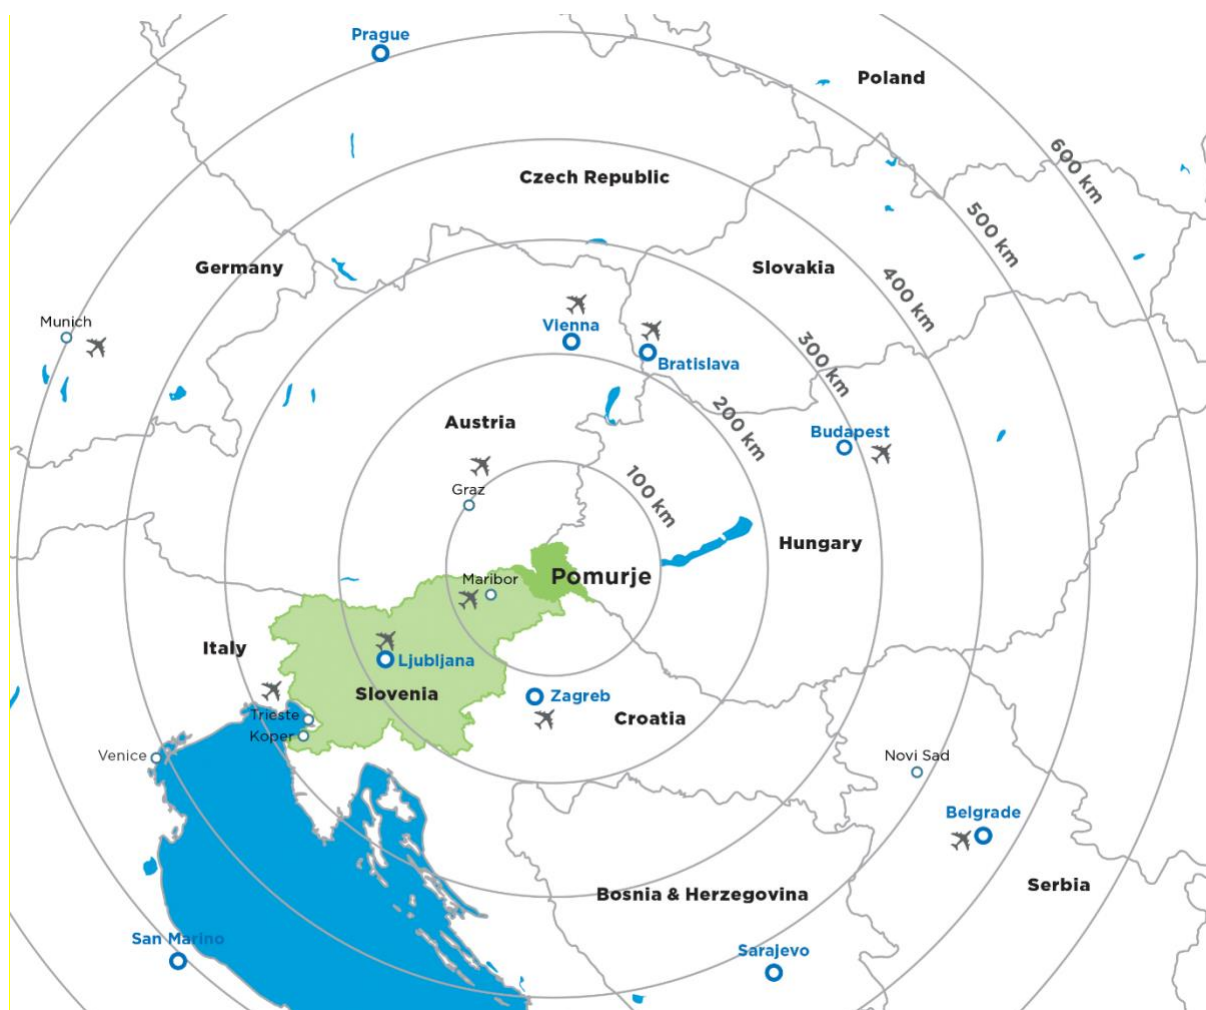 Prague
Poland
600 km
Czech Republic
500 km
Germany
Slovakia
400 km
Munich
Vienna
300 km
Bratislava
200 km
Austria
Budapest
Graz
100 km
Hungary
Maribor
Pomurje
Italy
Ljubljana
Slovenia
Zagreb
Trieste
Croatia
Koper
Venice
Novi Sad
Belgrade
Serbia
Bosnia & Herzegovina
San Marino
Sarajevo